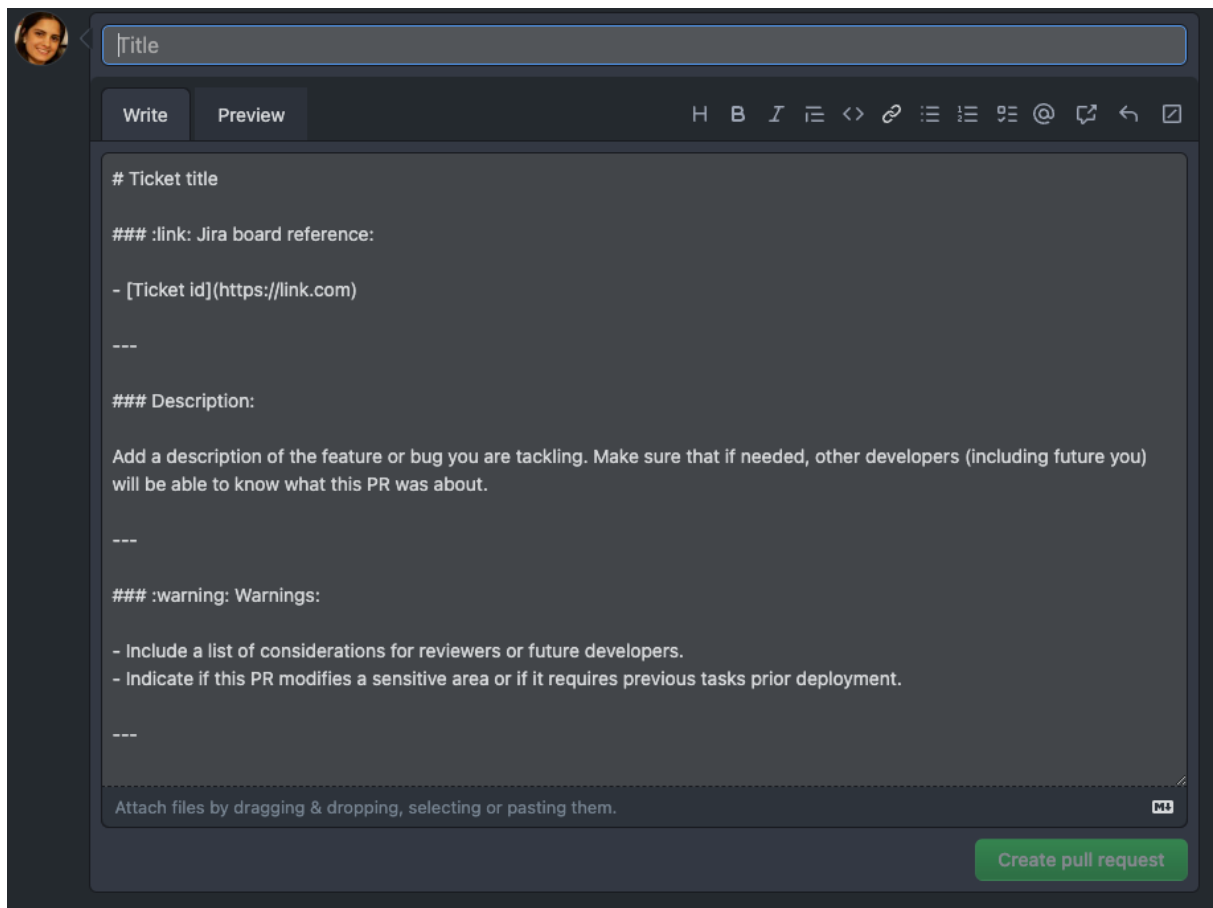 Title
Write Preview
# Ticket title
### :link: Jira board reference:
- [Ticket id](https://link.com)
---
### Description:
Add a description of the feature or bug you are tackling. Make sure that if needed, other developers (including future you)
will be able to know what this PR was about.
---
### :warning: Warnings:
- Include a list of considerations for reviewers or future developers.
- Indicate if this PR modifies a sensitive area or if it requires previous tasks prior deployment.
---
Attach files by dragging & dropping, selecting or pasting them.
Create pull request